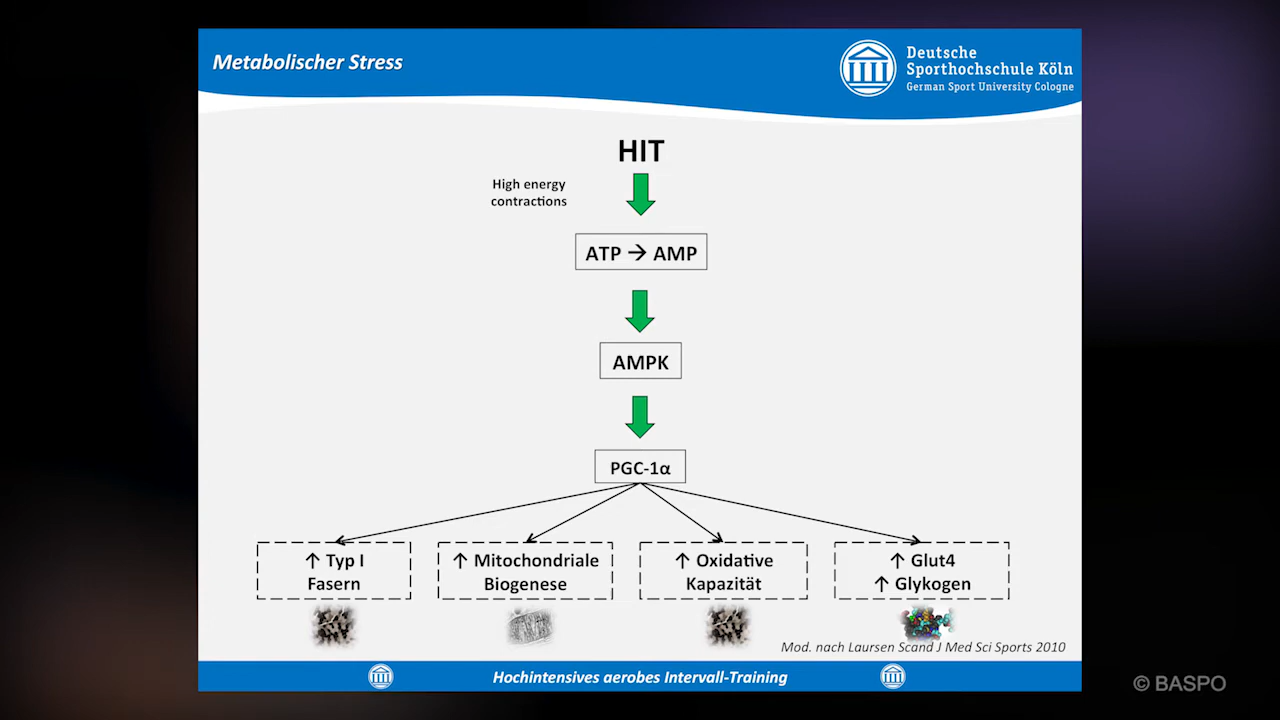 Metabolischer Stress
Deutsche
Sporthochschule Köln
German Sport University Cologne
HIT
High energy
contractions
ATP → AMP
AMPK
PGC-1α
↑ Typ I
Fasern
↑ Mitochondriale
Biogenese
↑ Oxidative
Kapazität
↑ Glut4
↑ Glykogen
Mod. nach Laursen Scand J Med Sci Sports 2010
Hochintensives aerobes Intervall-Training
© BASPO